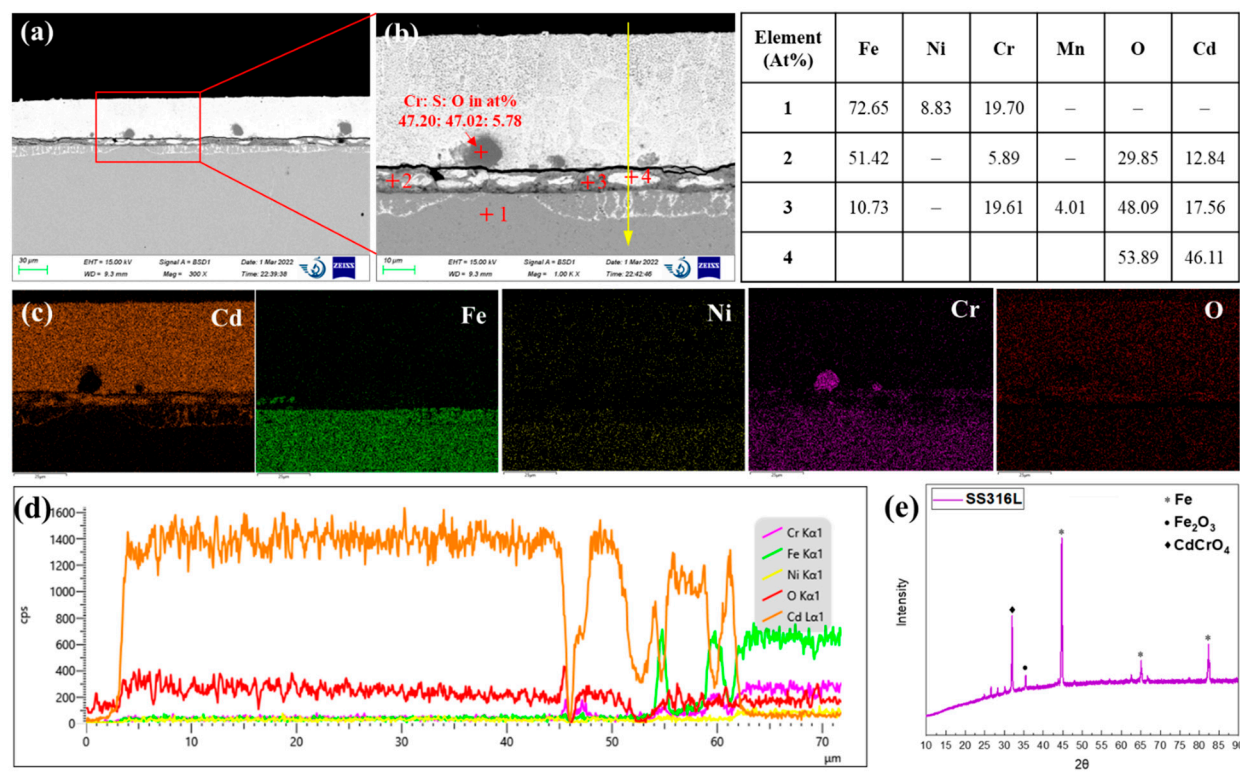 (a)
30 µm
EHT = 15.00 kV
WD = 9.3 mm
Signal A = BSD1
Mag = 300 X
Date: 1 Mar 2022
Time: 22:39:38
ZEISS
(b)
Cr: S: O in at%
47.20: 47.02: 5.78
+2
+3
+4
+1
10 µm
EHT = 15.00 kV
WD = 9.3 mm
Signal A = BSD1
Mag = 1.00 K X
Date: 1 Mar 2022
Time: 22:42:46
ZEISS
Element (At%) Fe Ni Cr Mn O Cd
1 72.65 8.83 19.70 – – –
2 51.42 – 5.89 – 29.85 12.84
3 10.73 – 19.61 4.01 48.09 17.56
4 53.89 46.11
(c)
Cd
Fe
Ni
Cr
O
25µm
25µm
25µm
25µm
25µm
(d)
1600
1400
1200
1000
800
600
400
200
0
cps
0 10 20 30 40 50 60 70
µm
Cr Kα1
Fe Kα1
Ni Kα1
O Kα1
Cd Lα1
(e)
SS316L
* Fe
• Fe₂O₃
♦ CdCrO₄
Intensity
10 15 20 25 30 35 40 45 50 55 60 65 70 75 80 85 90
2θ